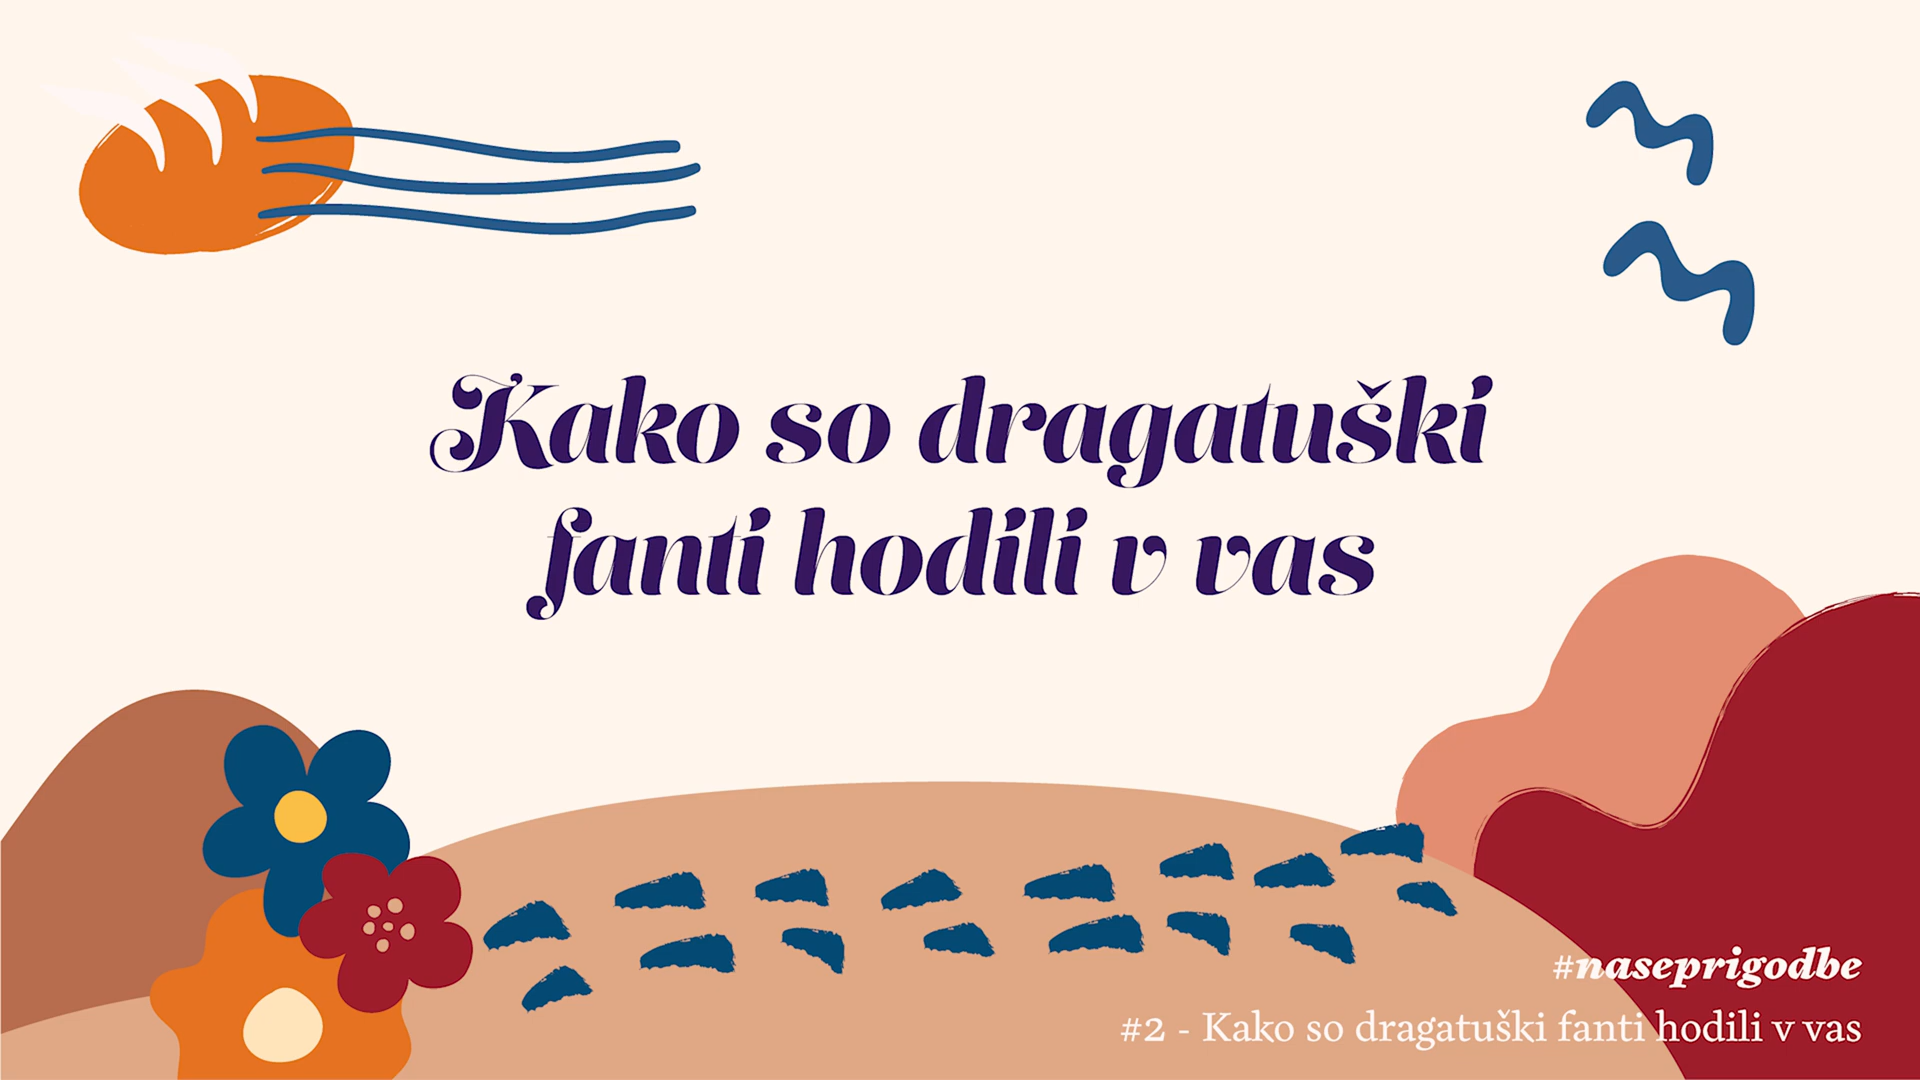 Kako so dragatuški
fanti hodili v vas
#naseprigodbe
#2 - Kako so dragatuški fanti hodili v vas